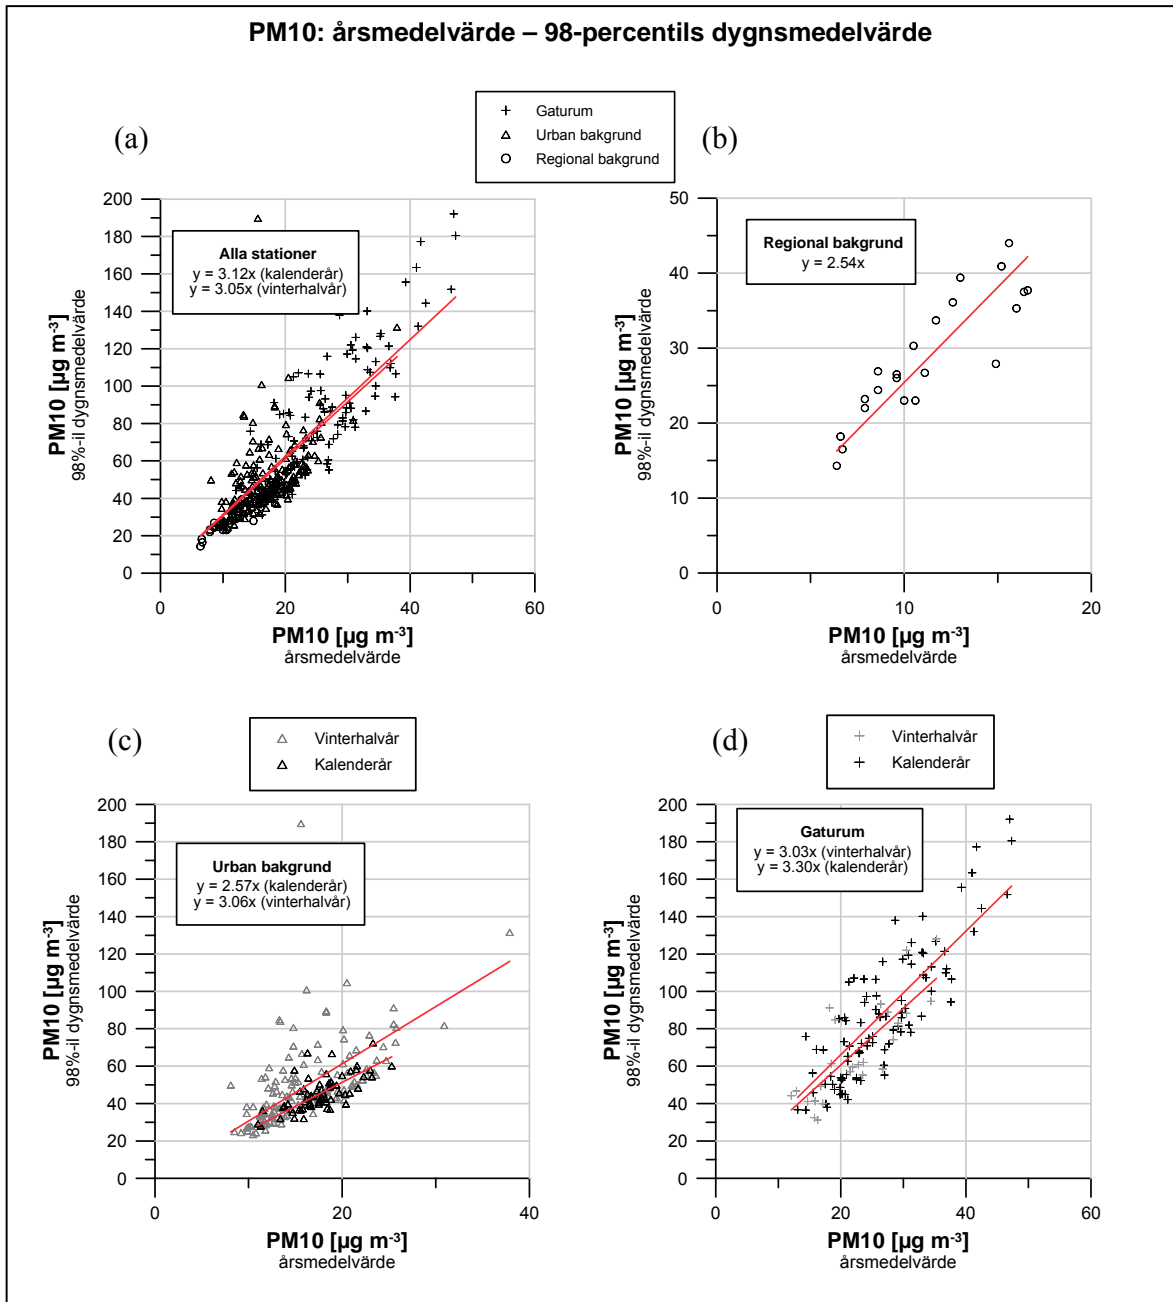 PM10: årsmedelvärde – 98-percentils dygnsmedelvärde
Gaturum
Urban bakgrund
Regional bakgrund
(a)
200
180
160
140
120
100
80
60
40
20
0
Alla stationer
y = 3.12x (kalenderår)
y = 3.05x (vinterhalvår)
PM10 [µg m-3]
98%-il dygnsmedelvärde
0 20 40 60
PM10 [µg m-3]
årsmedelvärde
(b)
50
40
30
20
10
0
Regional bakgrund
y = 2.54x
PM10 [µg m-3]
98%-il dygnsmedelvärde
0 10 20
PM10 [µg m-3]
årsmedelvärde
(c)
Vinterhalvår
Kalenderår
200
180
160
140
120
100
80
60
40
20
0
Urban bakgrund
y = 2.57x (kalenderår)
y = 3.06x (vinterhalvår)
PM10 [µg m-3]
98%-il dygnsmedelvärde
0 20 40
PM10 [µg m-3]
årsmedelvärde
(d)
Vinterhalvår
Kalenderår
200
180
160
140
120
100
80
60
40
20
0
Gaturum
y = 3.03x (vinterhalvår)
y = 3.30x (kalenderår)
PM10 [µg m-3]
98%-il dygnsmedelvärde
0 20 40 60
PM10 [µg m-3]
årsmedelvärde